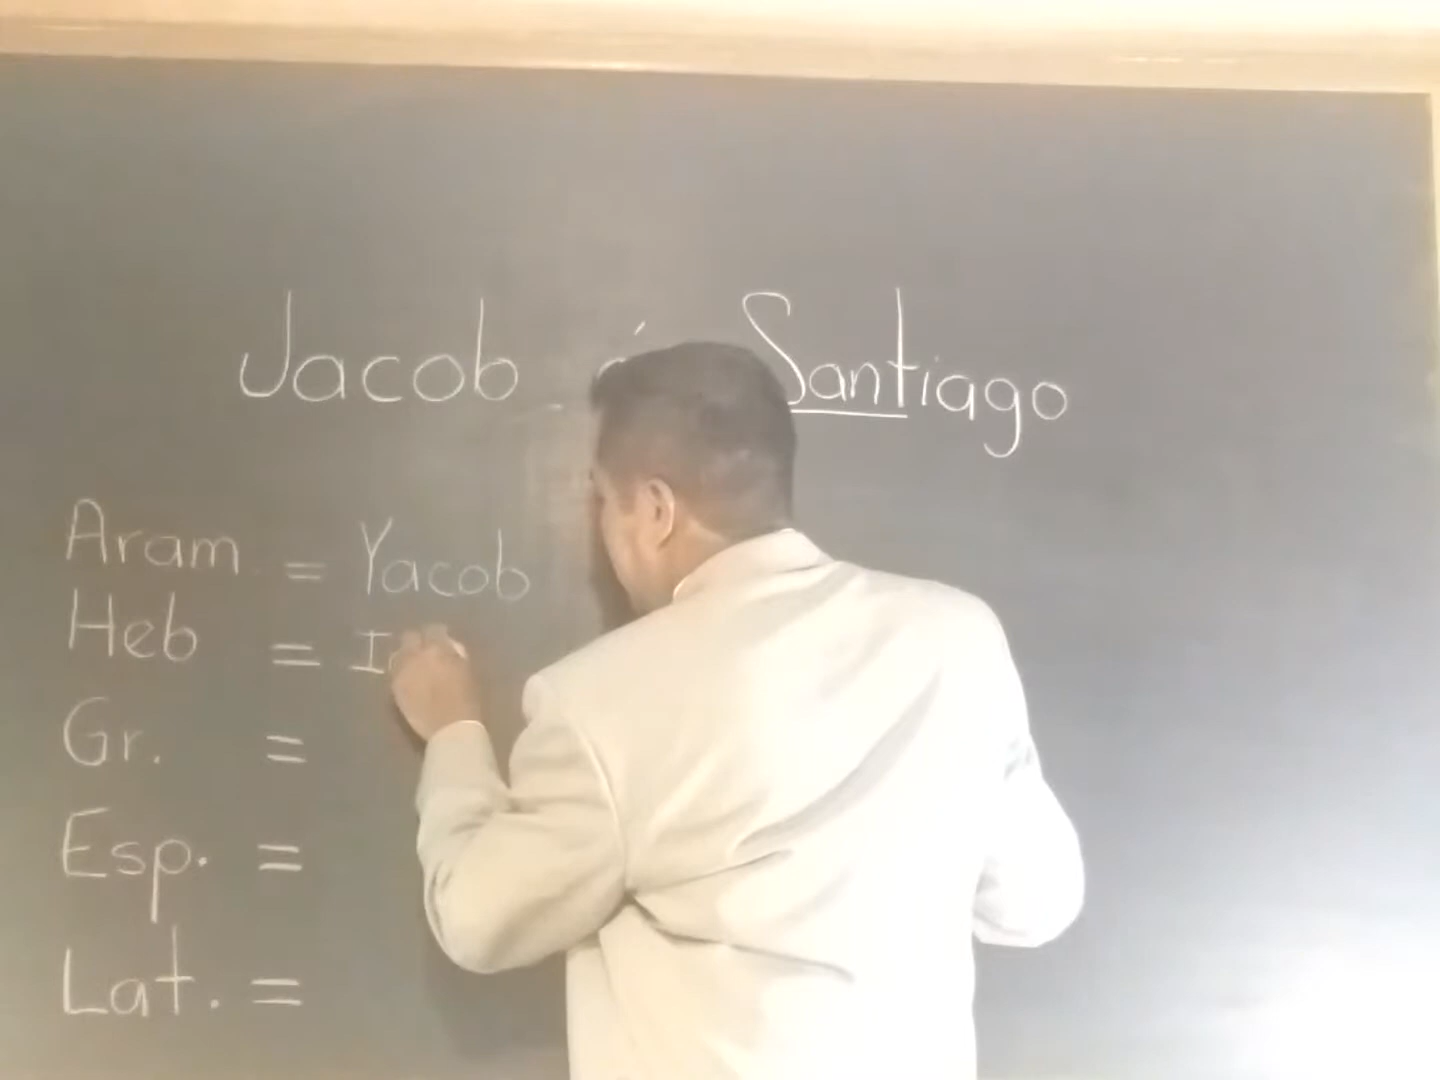 Jacob ó Santiago
Aram = Yacob
Heb = I
Gr. =
Esp. =
Lat. =